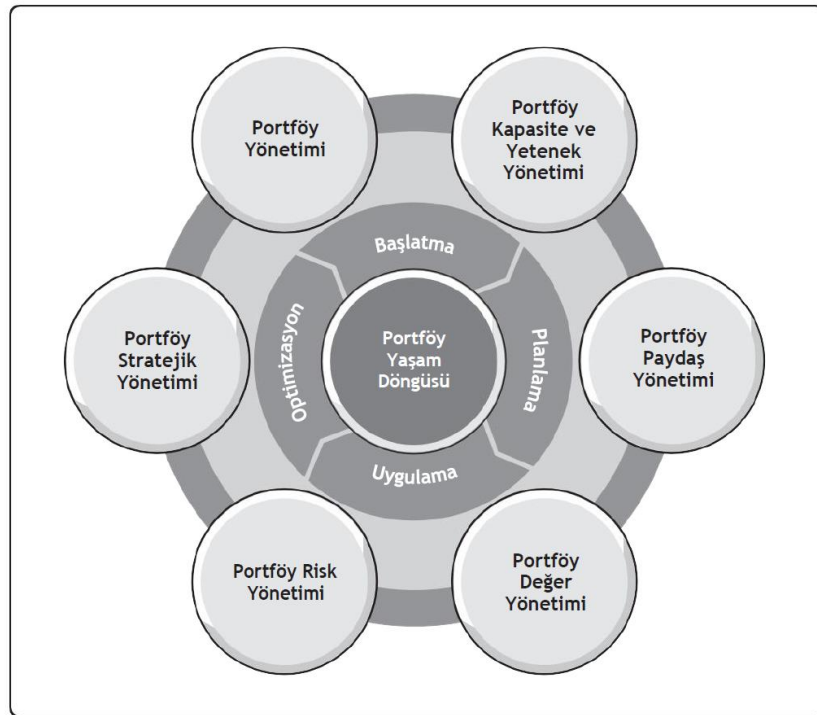 Portföy
Yönetimi
Portföy
Kapasite ve
Yetenek
Yönetimi
Başlatma
Portföy
Stratejik
Yönetimi
Optimizasyon
Portföy
Yaşam
Döngüsü
Planlama
Portföy
Paydaş
Yönetimi
Uygulama
Portföy Risk
Yönetimi
Portföy
Değer
Yönetimi